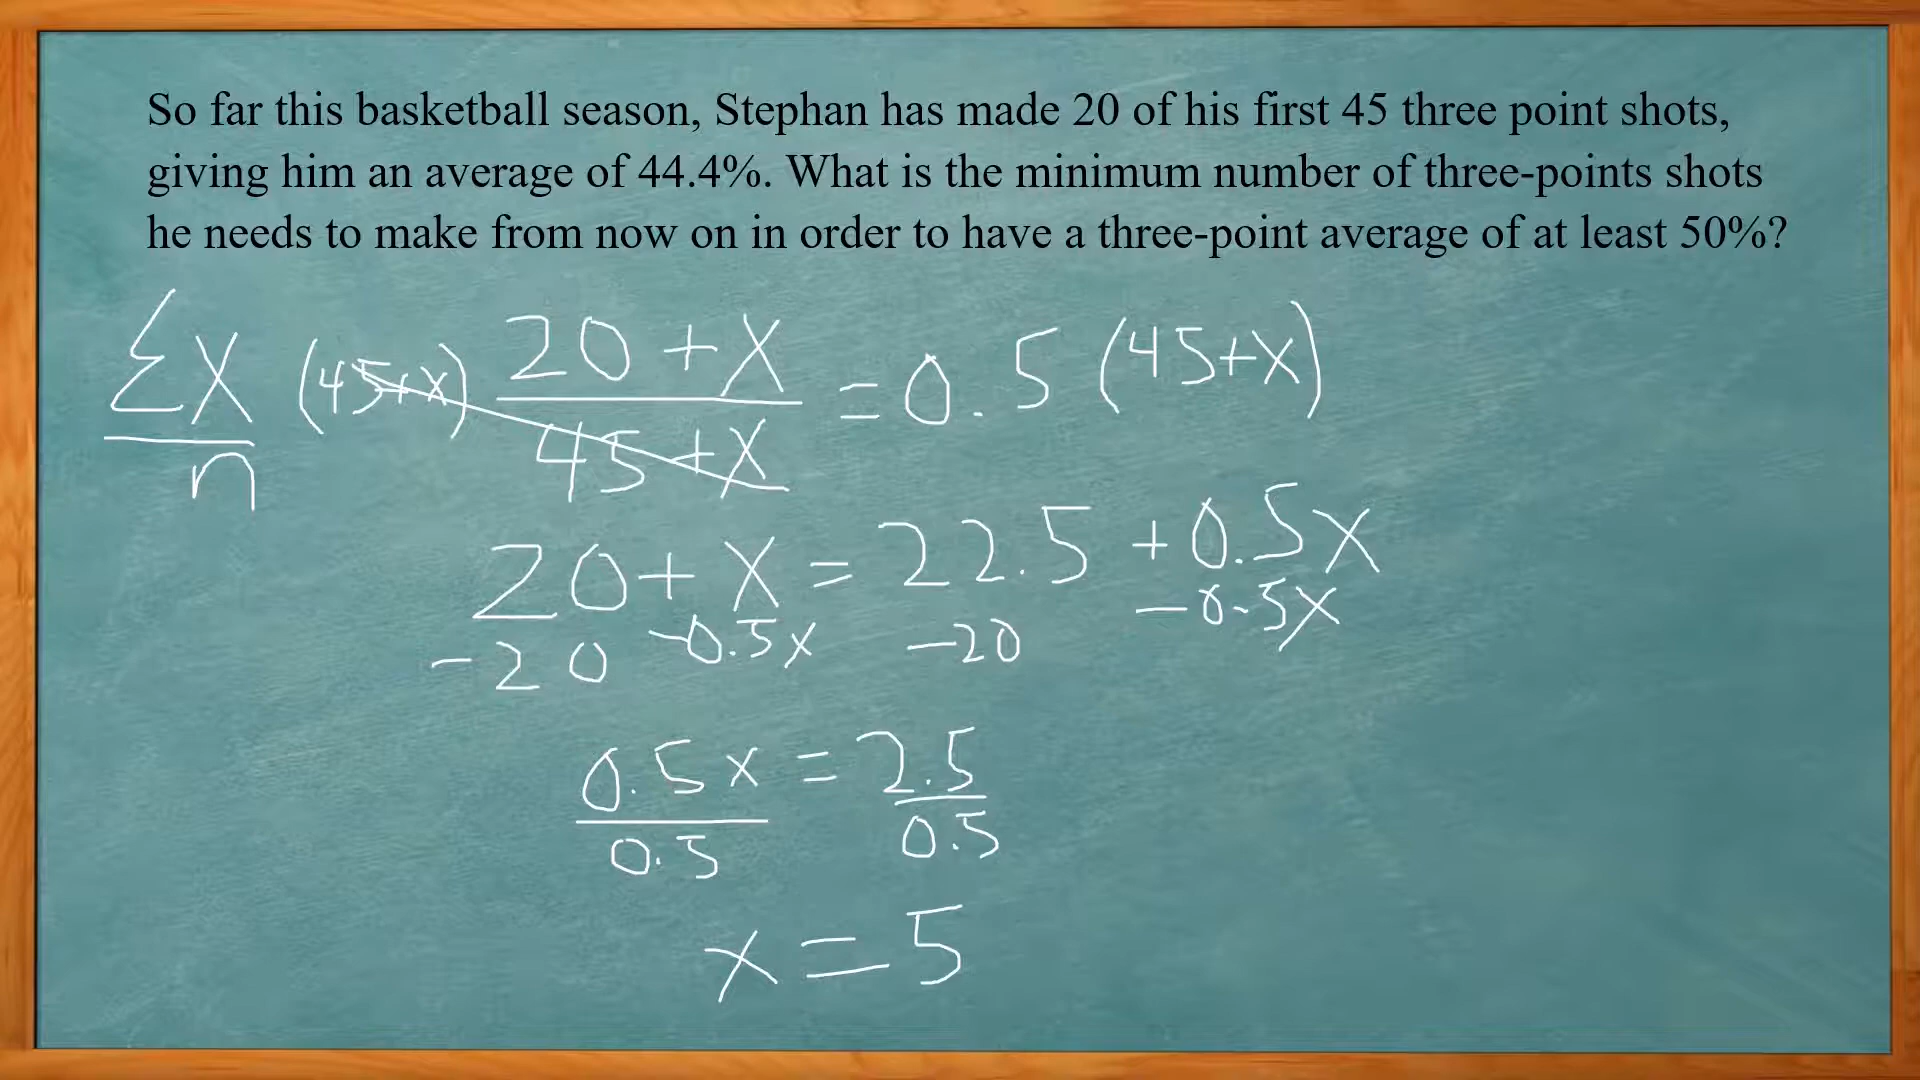 So far this basketball season, Stephan has made 20 of his first 45 three point shots,
giving him an average of 44.4%. What is the minimum number of three-points shots
he needs to make from now on in order to have a three-point average of at least 50%?
Σx/n (45+x) (20+x)/(45+x) = 0.5 (45+x)
20+x = 22.5 + 0.5x
-20 -0.5x -20 -0.5x
0.5x/0.5 = 2.5/0.5
x = 5